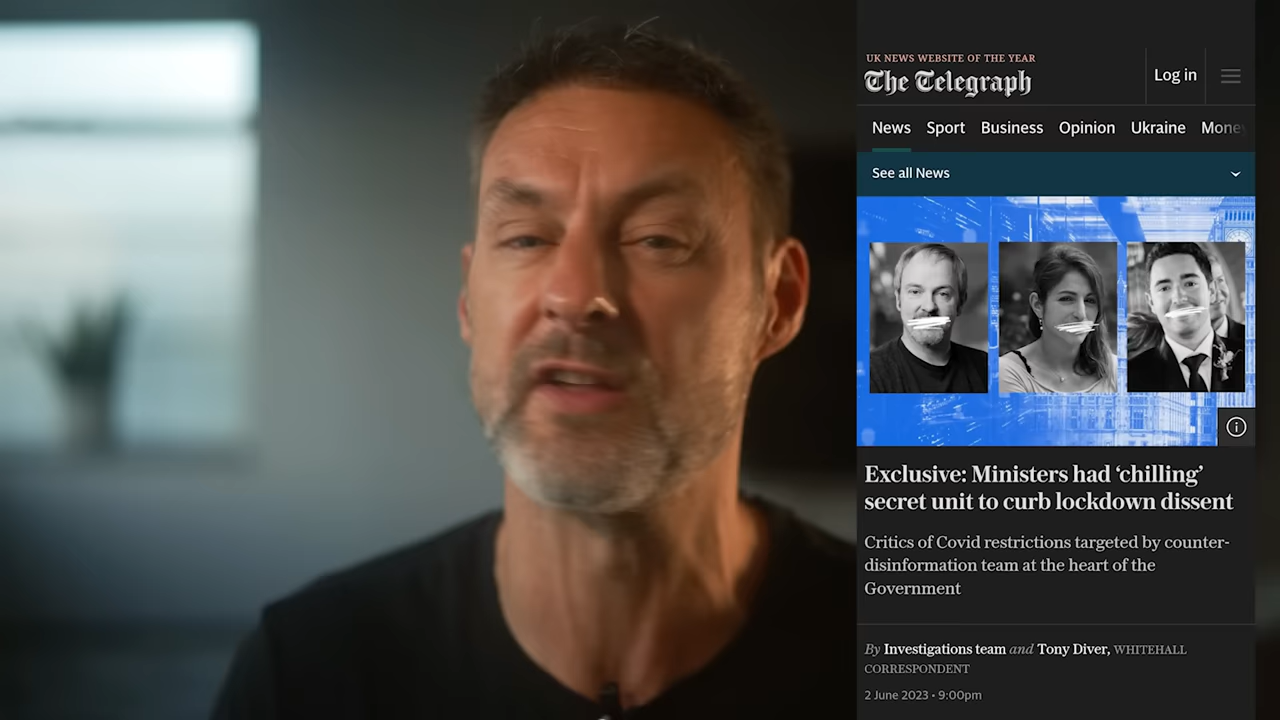 UK NEWS WEBSITE OF THE YEAR
The Telegraph
Log in
News Sport Business Opinion Ukraine Mone
See all News
Exclusive: Ministers had ‘chilling’
secret unit to curb lockdown dissent
Critics of Covid restrictions targeted by counter-
disinformation team at the heart of the
Government
By Investigations team and Tony Diver, WHITEHALL
CORRESPONDENT
2 June 2023 • 9:00pm